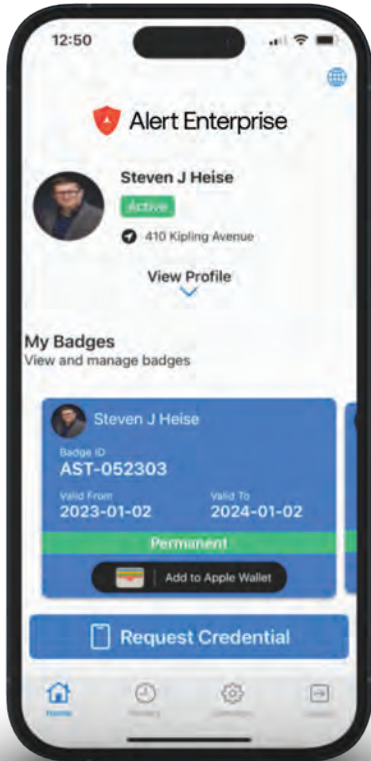 12:50
Alert Enterprise
Steven J Heise
Active
410 Kipling Avenue
View Profile
My Badges
View and manage badges
Steven J Heise
Badge ID
AST-052303
Valid From Valid To
2023-01-02 2024-01-02
Permanent
Add to Apple Wallet
Request Credential
Home